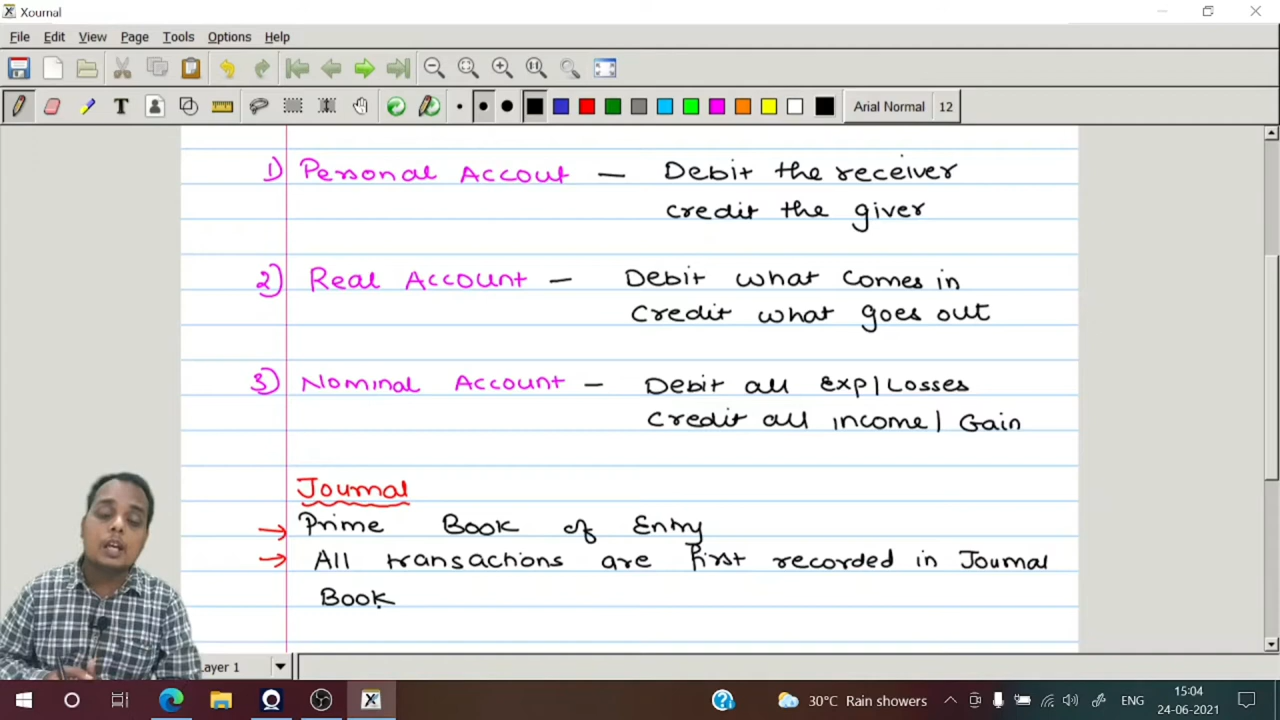 Xournal
File Edit View Page Tools Options Help
Arial Normal 12
1) Personal Accout — Debit the receiver
credit the giver
2) Real Account — Debit what comes in
credit what goes out
3) Nominal Account — Debit all Exp/Losses
Credit all income/ Gain
Journal
→ Prime Book of Entry
→ All transactions are first recorded in Journal
Book
ayer 1
30°C Rain showers ENG 15:04
24-06-2021